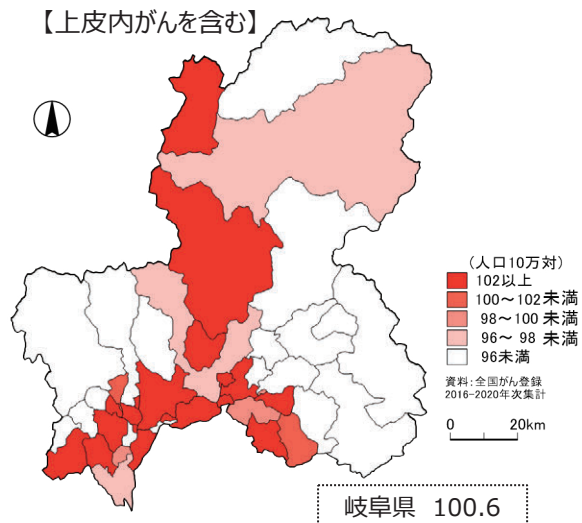 【上皮内がんを含む】
(人口10万対)
102以上
100～102 未満
98～100 未満
96～ 98 未満
96未満
資料:全国がん登録
2016-2020年次集計
0 20km
岐阜県 100.6